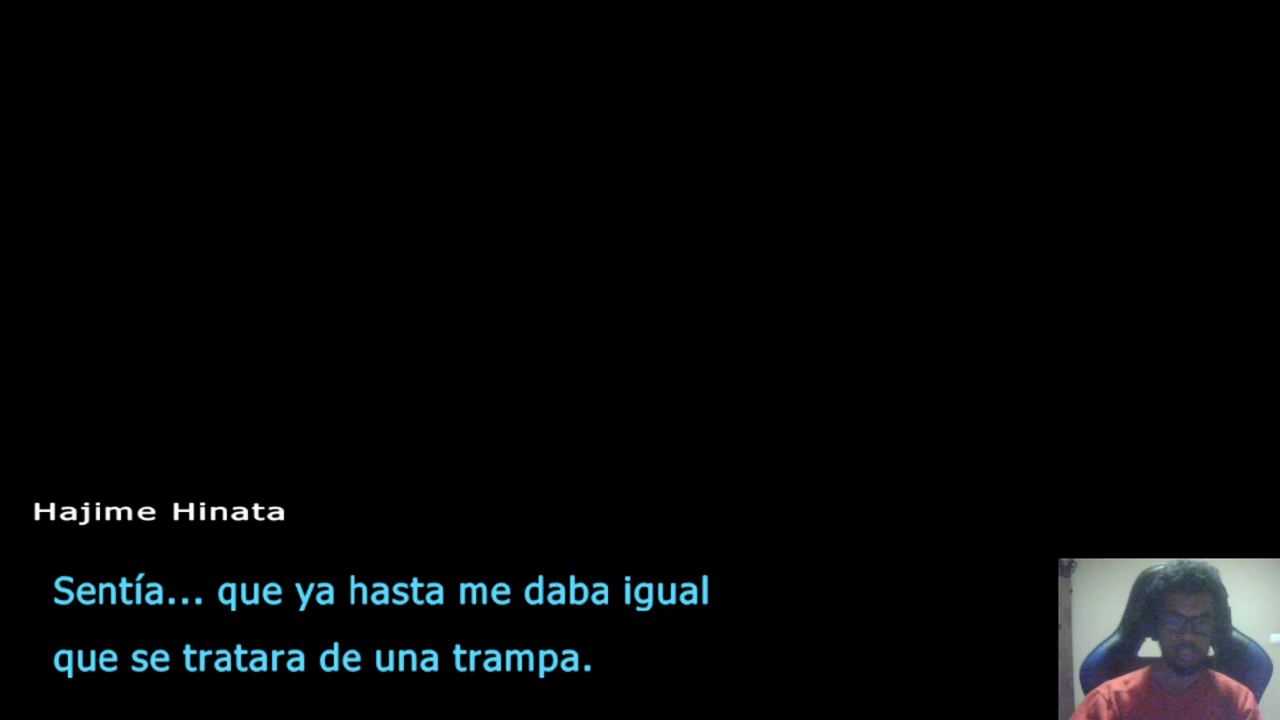 Hajime Hinata
Sentía... que ya hasta me daba igual
que se tratara de una trampa.